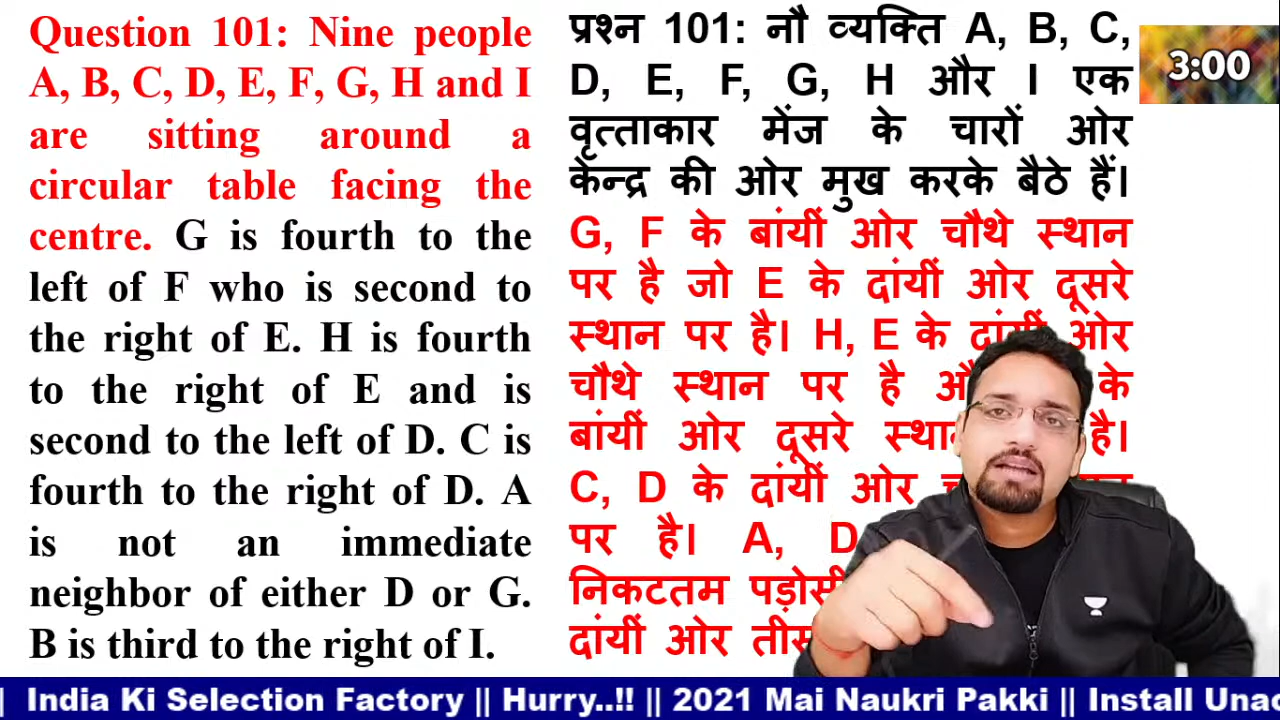 Question 101: Nine people
A, B, C, D, E, F, G, H and I
are sitting around a
circular table facing the
centre. G is fourth to the
left of F who is second to
the right of E. H is fourth
to the right of E and is
second to the left of D. C is
fourth to the right of D. A
is not an immediate
neighbor of either D or G.
B is third to the right of I.
प्रश्न 101: नौ व्यक्ति A, B, C,
D, E, F, G, H और I एक
वृत्ताकार मेंज के चारों ओर
केन्द्र की ओर मुख करके बैठे हैं।
G, F के बांयीं ओर चौथे स्थान
पर है जो E के दांयीं ओर दूसरे
स्थान पर है। H, E के दांयीं ओर
चौथे स्थान पर है के
बांयीं ओर दूसरे है।
C, D के दांयीं ओर
पर है। A, D
निकटतम
दांयीं ओर
3:00
| India Ki Selection Factory || Hurry..!! || 2021 Mai Naukri Pakki || Install